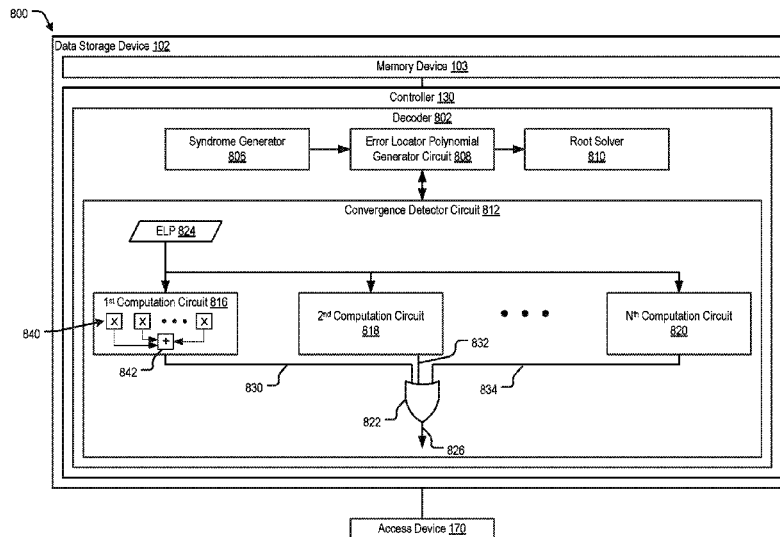 800
Data Storage Device 102
Memory Device 103
Controller 130
Decoder 802
Syndrome Generator
806
Error Locator Polynomial
Generator Circuit 808
Root Solver
810
Convergence Detector Circuit 812
ELP 824
1st Computation Circuit 816
X X • • • X
+
840
842
2nd Computation Circuit
818
• • •
Nth Computation Circuit
820
830
832
834
822
826
Access Device 170